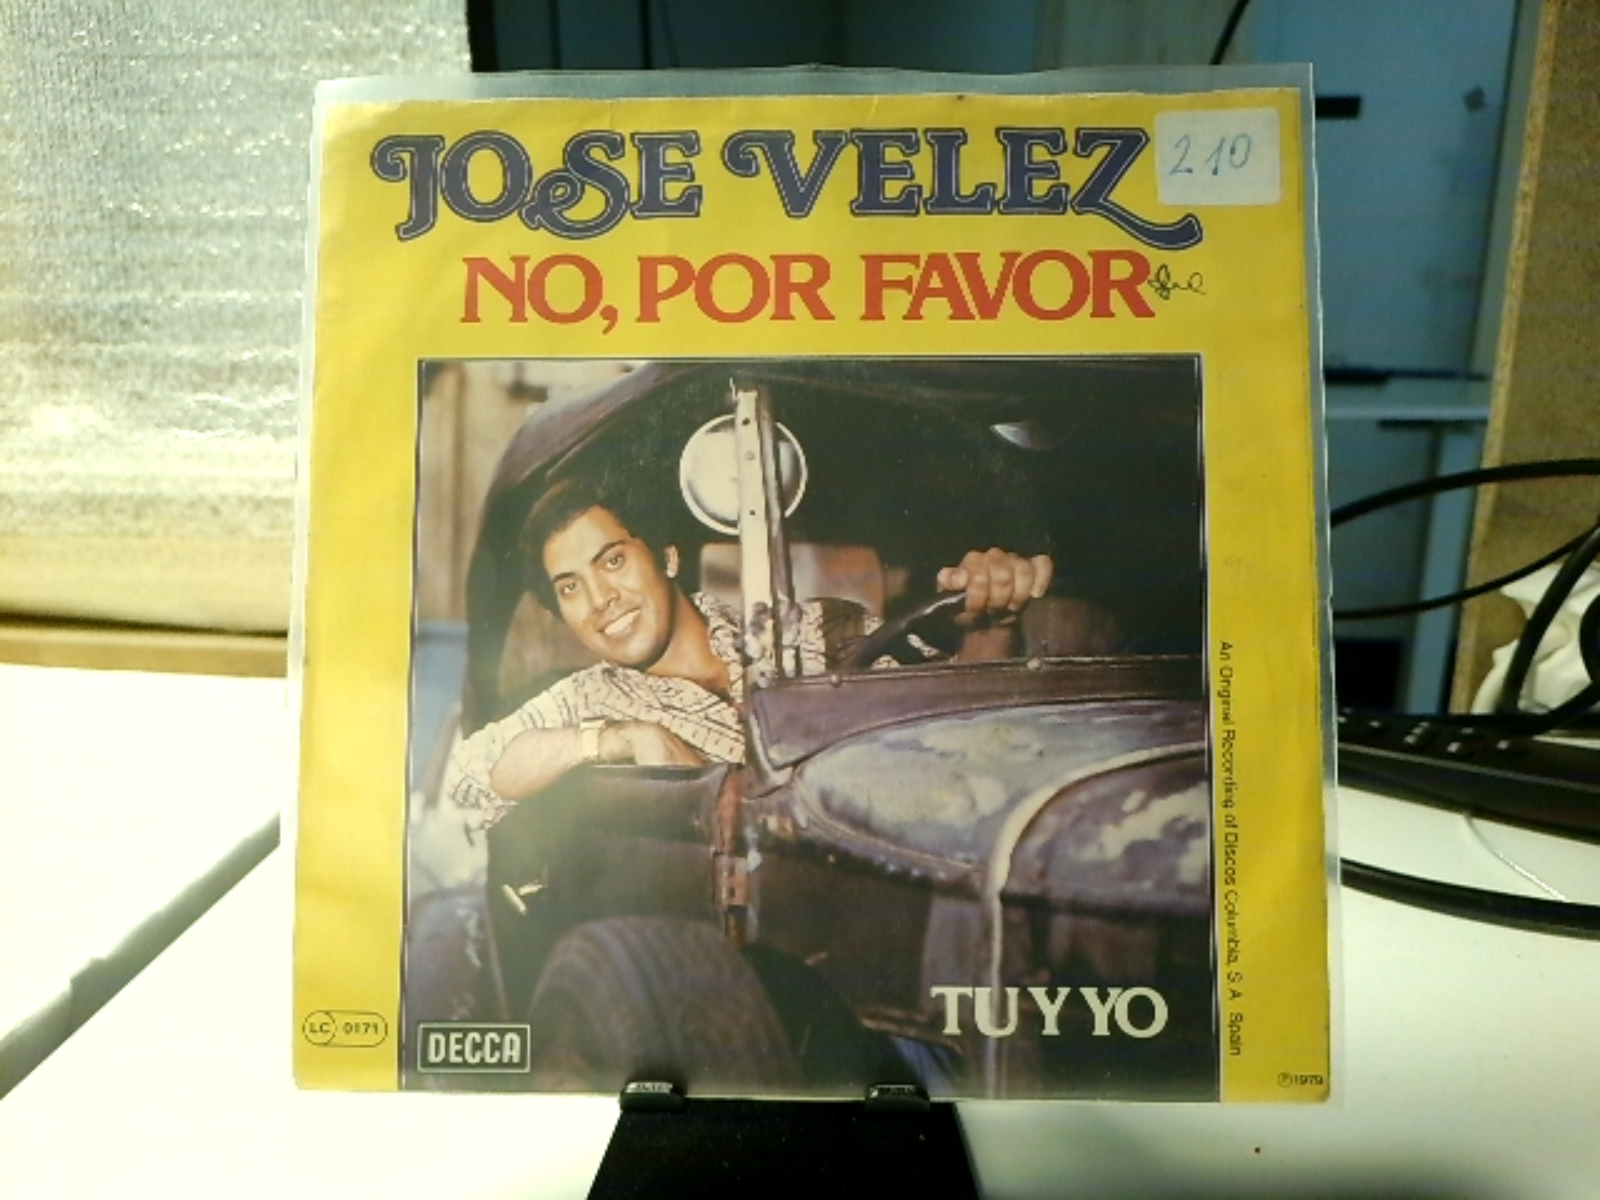 JOSE VELEZ
210
NO, POR FAVOR
An Original Recording of Discos Columbia, S.A. Spain
TU Y YO
LC 0171
DECCA
℗1979